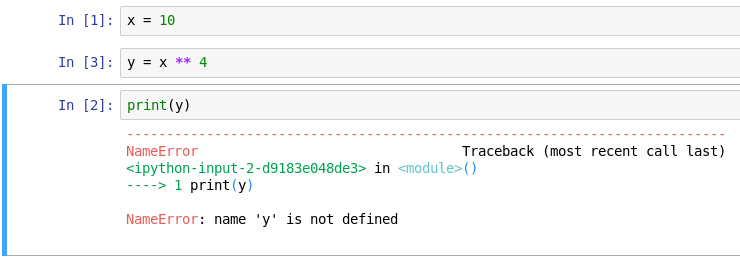 In [1]: x = 10
In [3]: y = x ** 4
In [2]: print(y)
---------------------------------------------------------------------------
NameError                                 Traceback (most recent call last)
<ipython-input-2-d9183e048de3> in <module>()
----> 1 print(y)
NameError: name 'y' is not defined